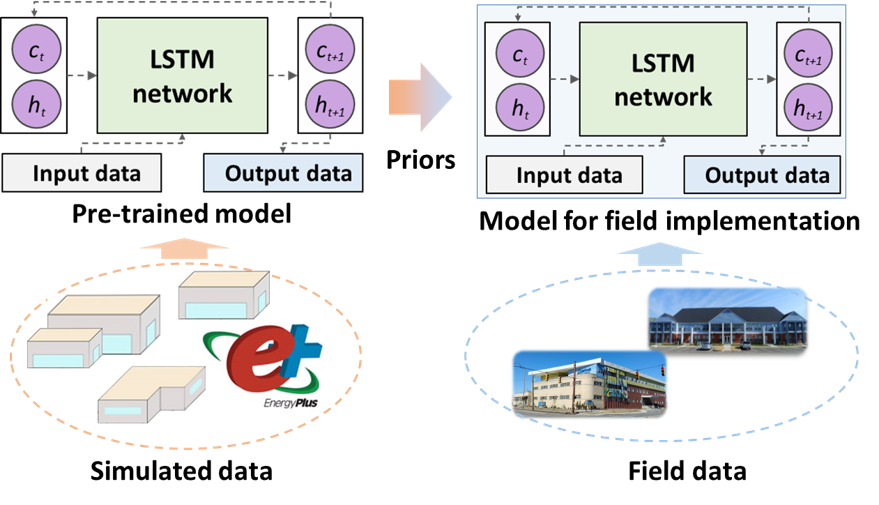 c_t
h_t
LSTM
network
c_{t+1}
h_{t+1}
Input data
Output data
Pre-trained model
Priors
c_t
h_t
LSTM
network
c_{t+1}
h_{t+1}
Input data
Output data
Model for field implementation
e+
EnergyPlus
Simulated data
Field data